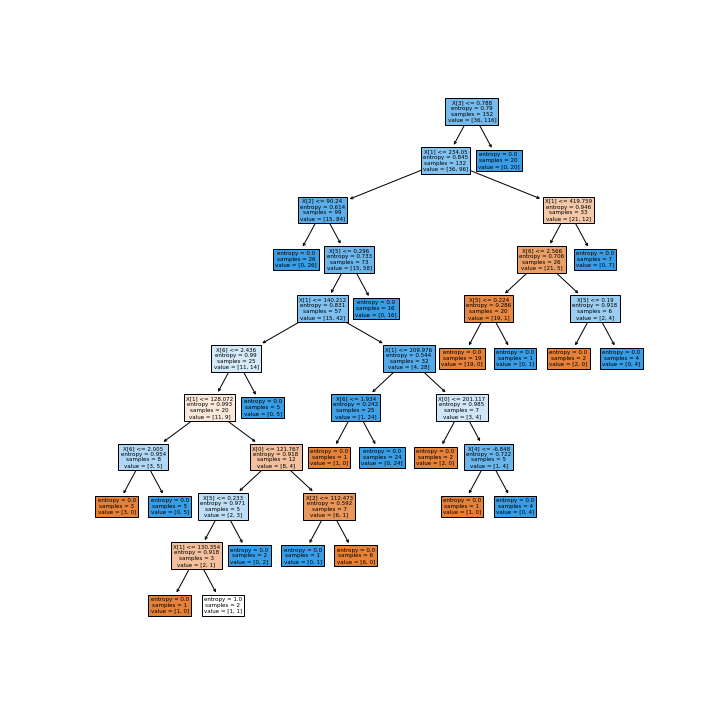 X[3] <= 0.788
entropy = 0.79
samples = 152
value = [36, 116]
X[1] <= 234.05
entropy = 0.845
samples = 132
value = [36, 96]
entropy = 0.0
samples = 20
value = [0, 20]
X[2] <= 90.24
entropy = 0.614
samples = 99
value = [15, 84]
X[1] <= 419.759
entropy = 0.946
samples = 33
value = [21, 12]
entropy = 0.0
samples = 26
value = [0, 26]
X[5] <= 0.296
entropy = 0.733
samples = 73
value = [15, 58]
X[6] <= 2.566
entropy = 0.706
samples = 26
value = [21, 5]
entropy = 0.0
samples = 7
value = [0, 7]
X[1] <= 140.212
entropy = 0.831
samples = 57
value = [15, 42]
entropy = 0.0
samples = 16
value = [0, 16]
X[5] <= 0.224
entropy = 0.286
samples = 20
value = [19, 1]
X[5] <= 0.19
entropy = 0.918
samples = 6
value = [2, 4]
X[6] <= 2.436
entropy = 0.99
samples = 25
value = [11, 14]
X[1] <= 209.976
entropy = 0.544
samples = 32
value = [4, 28]
entropy = 0.0
samples = 19
value = [19, 0]
entropy = 0.0
samples = 1
value = [0, 1]
entropy = 0.0
samples = 2
value = [2, 0]
entropy = 0.0
samples = 4
value = [0, 4]
X[1] <= 128.072
entropy = 0.993
samples = 20
value = [11, 9]
entropy = 0.0
samples = 5
value = [0, 5]
X[6] <= 1.934
entropy = 0.242
samples = 25
value = [1, 24]
X[0] <= 201.117
entropy = 0.985
samples = 7
value = [3, 4]
X[6] <= 2.005
entropy = 0.954
samples = 8
value = [3, 5]
X[0] <= 121.767
entropy = 0.918
samples = 12
value = [8, 4]
entropy = 0.0
samples = 1
value = [1, 0]
entropy = 0.0
samples = 24
value = [0, 24]
entropy = 0.0
samples = 2
value = [2, 0]
X[4] <= -6.848
entropy = 0.722
samples = 5
value = [1, 4]
entropy = 0.0
samples = 3
value = [3, 0]
entropy = 0.0
samples = 5
value = [0, 5]
X[5] <= 0.233
entropy = 0.971
samples = 5
value = [2, 3]
X[2] <= 112.473
entropy = 0.592
samples = 7
value = [6, 1]
entropy = 0.0
samples = 1
value = [1, 0]
entropy = 0.0
samples = 4
value = [0, 4]
X[1] <= 130.354
entropy = 0.918
samples = 3
value = [2, 1]
entropy = 0.0
samples = 2
value = [0, 2]
entropy = 0.0
samples = 1
value = [0, 1]
entropy = 0.0
samples = 6
value = [6, 0]
entropy = 0.0
samples = 1
value = [1, 0]
entropy = 1.0
samples = 2
value = [1, 1]